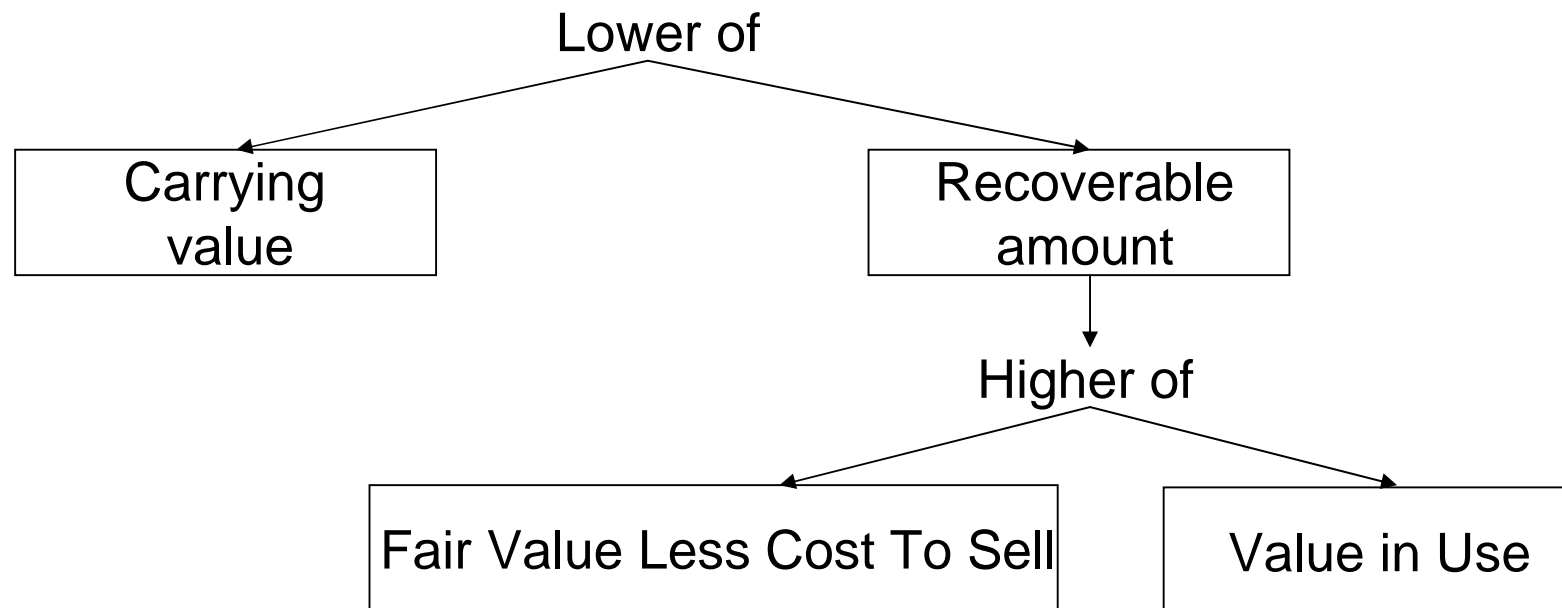 Lower of
Carrying
value
Recoverable
amount
Higher of
Fair Value Less Cost To Sell
Value in Use